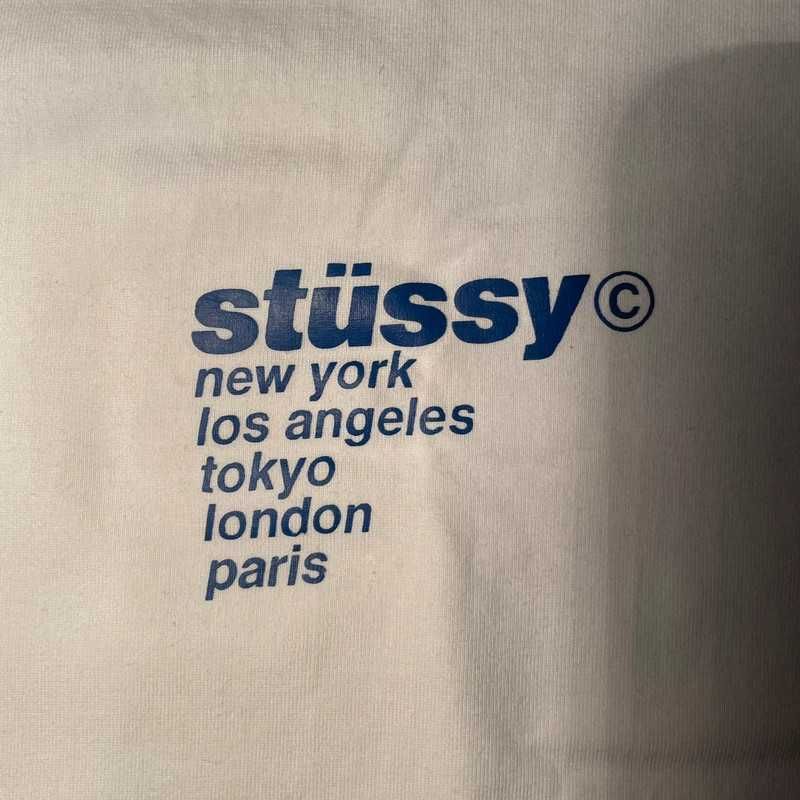 stüssy©
new york
los angeles
tokyo
london
paris